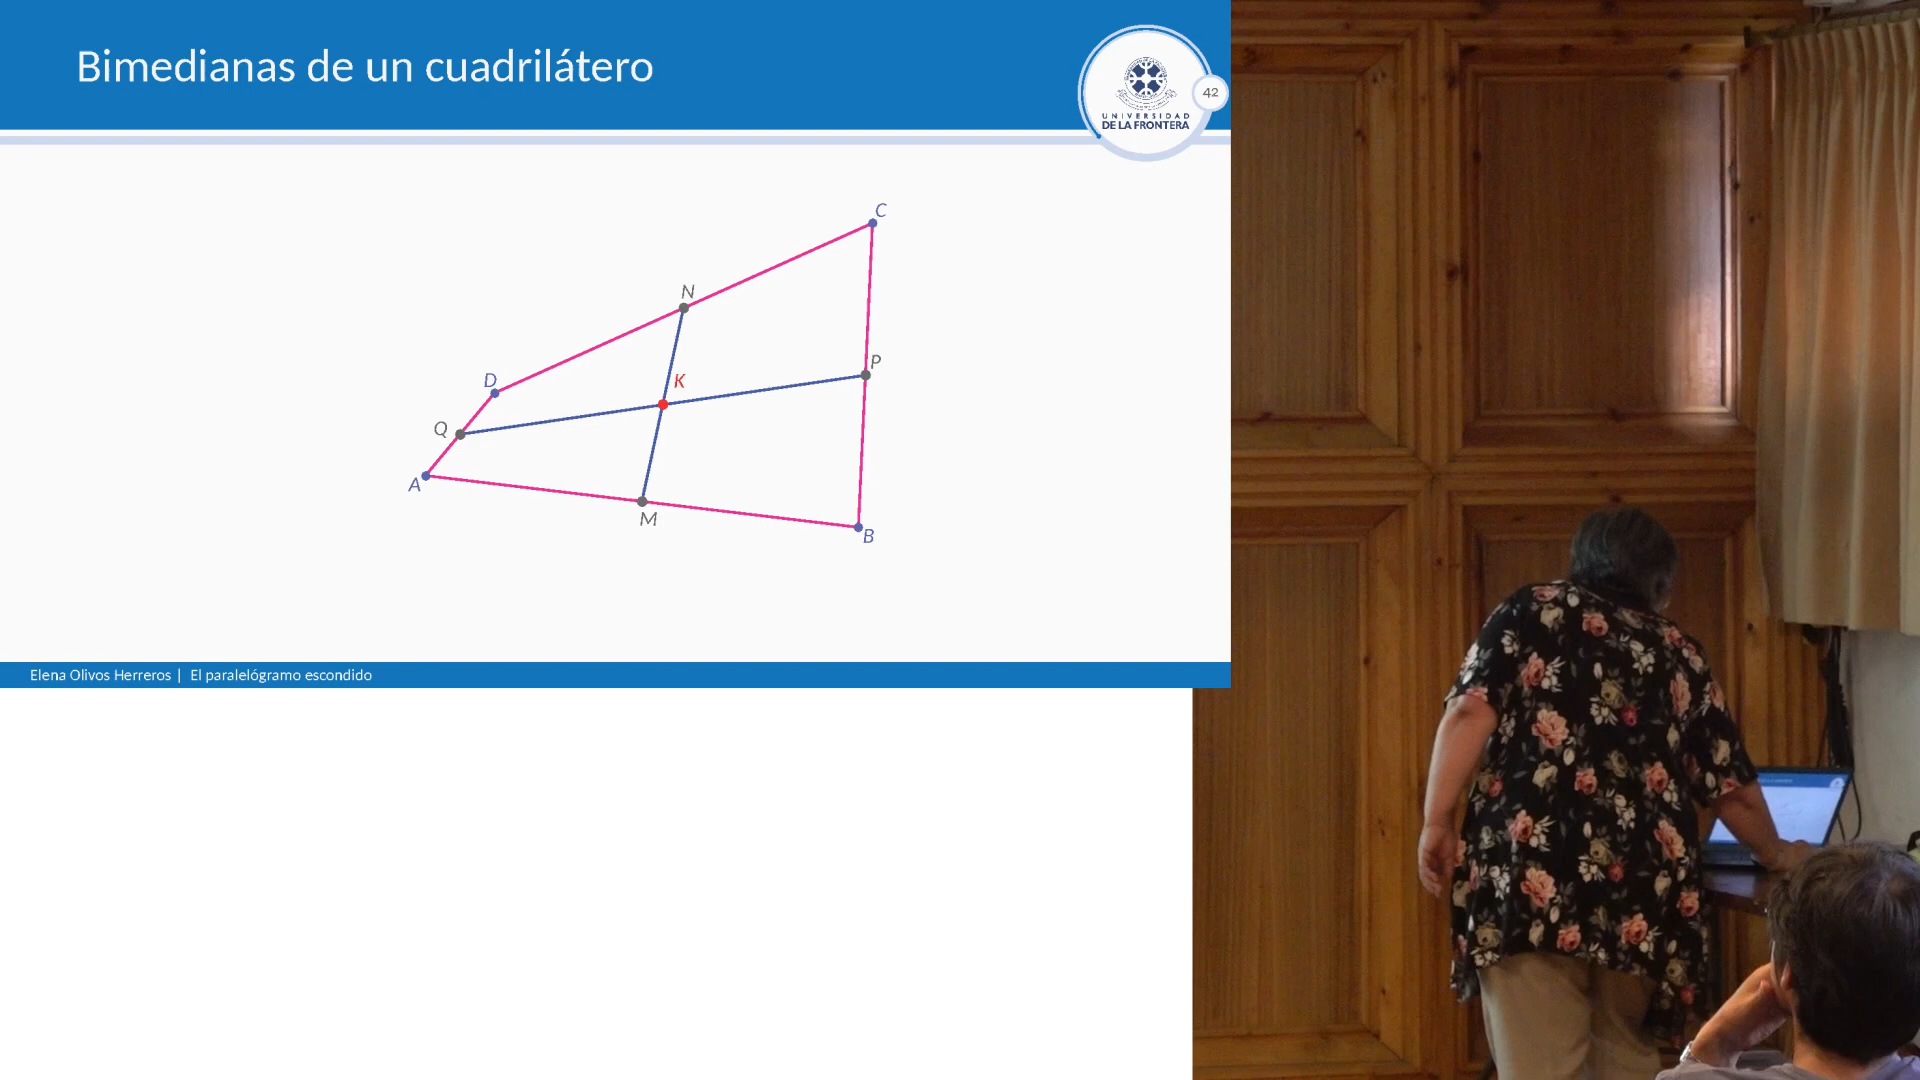 Bimedianas de un cuadrilátero
42
UNIVERSIDAD
DE LA FRONTERA
C
N
P
D
K
Q
A
M
B
Elena Olivos Herreros | El paralelógramo escondido